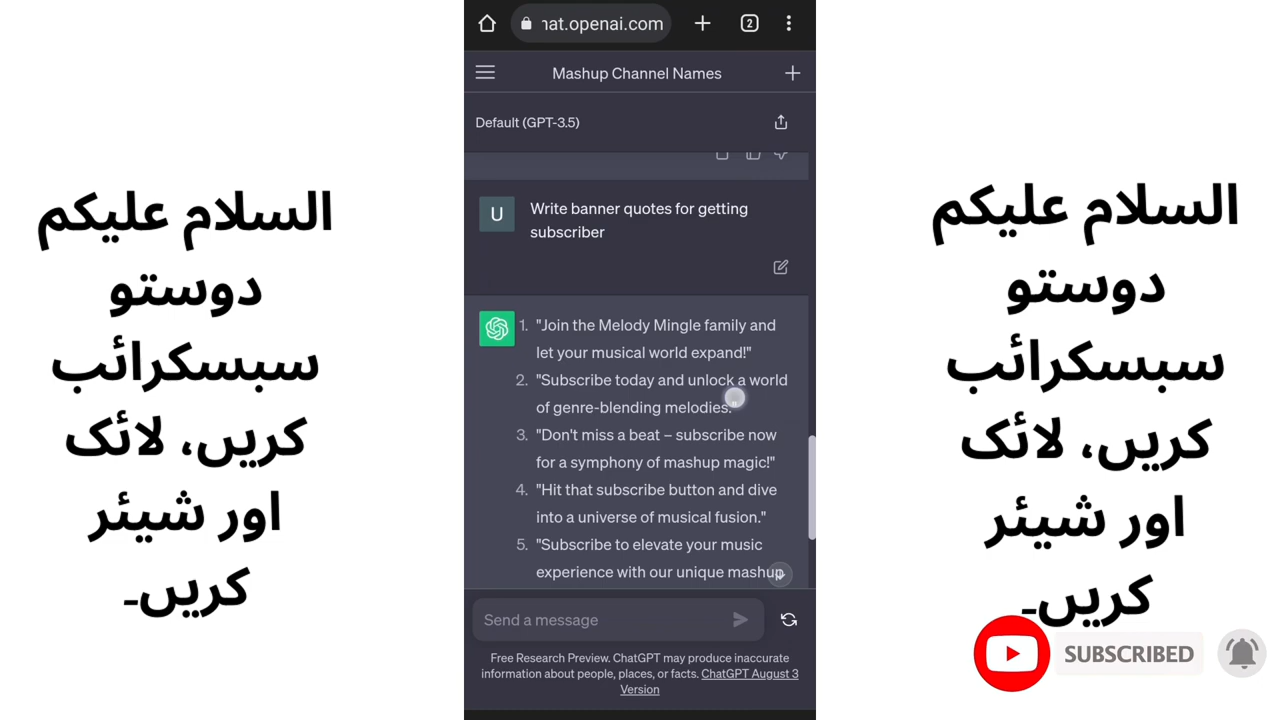 السلام علیکم
دوستو
سبسکرائب
کریں، لائک
اور شیئر
کریں۔
hat.openai.com
2
Mashup Channel Names
Default (GPT-3.5)
U
Write banner quotes for getting
subscriber
1. "Join the Melody Mingle family and
let your musical world expand!"
2. "Subscribe today and unlock a world
of genre-blending melodies."
3. "Don't miss a beat – subscribe now
for a symphony of mashup magic!"
4. "Hit that subscribe button and dive
into a universe of musical fusion."
5. "Subscribe to elevate your music
experience with our unique mashup
Send a message
Free Research Preview. ChatGPT may produce inaccurate
information about people, places, or facts. ChatGPT August 3
Version
السلام علیکم
دوستو
سبسکرائب
کریں، لائک
اور شیئر
کریں۔
SUBSCRIBED